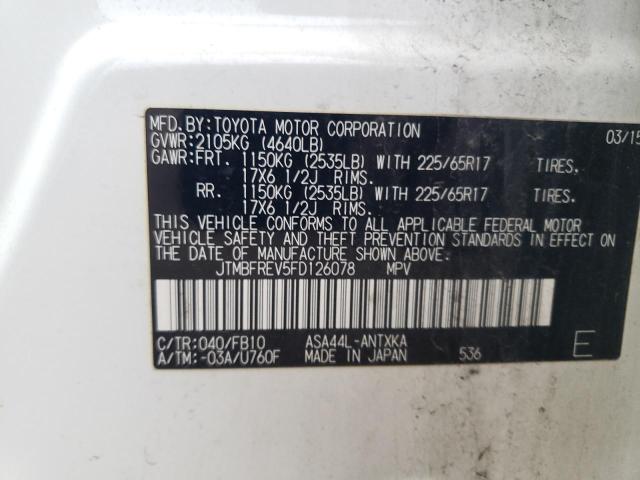 MFD.BY:TOYOTA MOTOR CORPORATION 03/15
GVWR:2105KG (4640LB)
GAWR:FRT. 1150KG (2535LB) WITH 225/65R17 TIRES.
17X6 1/2J RIMS.
RR. 1150KG (2535LB) WITH 225/65R17 TIRES.
17X6 1/2J RIMS.
THIS VEHICLE CONFORMS TO ALL APPLICABLE FEDERAL MOTOR
VEHICLE SAFETY AND THEFT PREVENTION STANDARDS IN EFFECT ON
THE DATE OF MANUFACTURE SHOWN ABOVE.
JTMBFREV5FD126078 MPV
C/TR:040/FB10 ASA44L-ANTXKA
A/TM:-03A/U760F MADE IN JAPAN 536 E